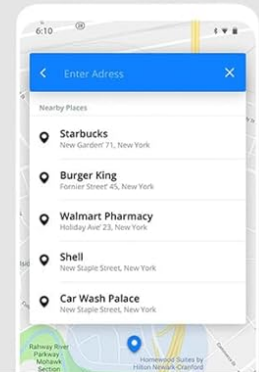 6:10
Enter Adress
Nearby Places
Starbucks
New Garden' 71, New York
Burger King
Fornier Street' 45, New York
Walmart Pharmacy
Holiday Ave' 23, New York
Shell
New Staple Street, New York
Car Wash Palace
New Staple Street, New York
Rahway River
Parkway
Mohawk
Section
Homewood Suites by
Hilton Newark-Cranford